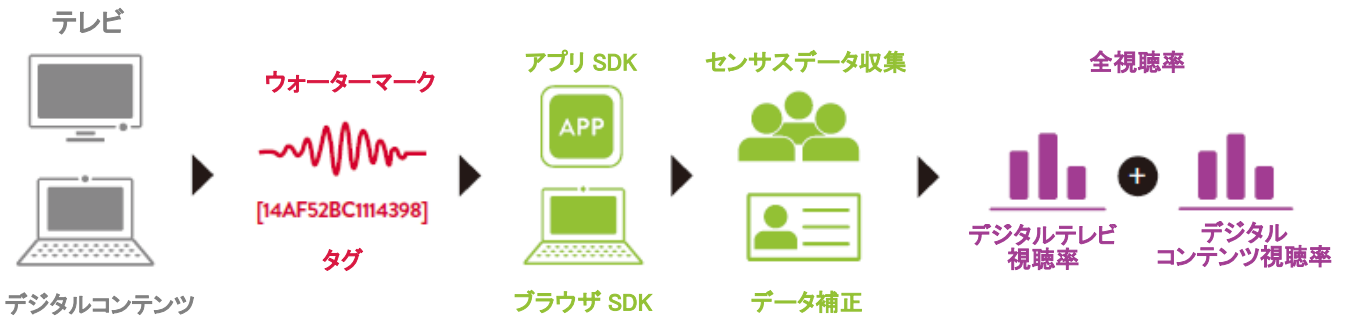 テレビ
デジタルコンテンツ
ウォーターマーク
[14AF52BC1114398]
タグ
アプリ SDK
APP
ブラウザ SDK
センサスデータ収集
データ補正
全視聴率
+
デジタルテレビ
視聴率
デジタル
コンテンツ視聴率